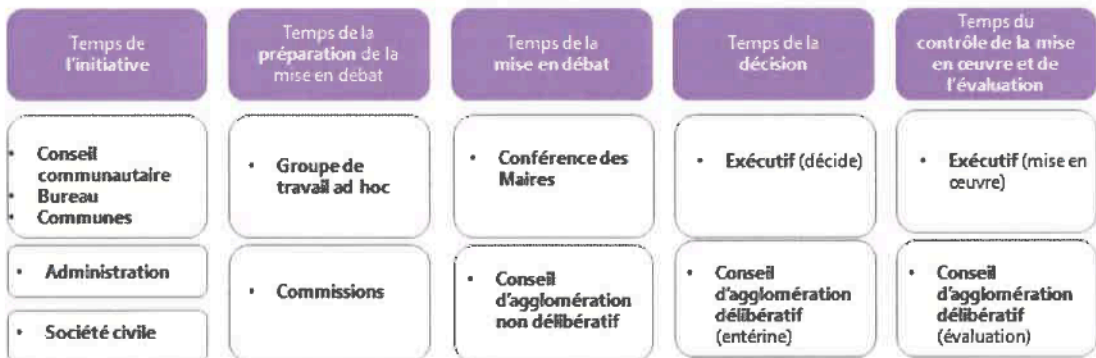 Temps de
l'initiative
Temps de la
préparation de la
mise en débat
Temps de la
mise en débat
Temps de la
décision
Temps du
contrôle de la mise
en œuvre et de
l'évaluation
• Conseil
communautaire
• Bureau
• Communes
• Groupe de
travail ad hoc
• Conférence des
Maires
• Exécutif (décide)
• Exécutif (mise en
œuvre)
• Administration
• Société civile
• Commissions
• Conseil
d'agglomération
non délibératif
• Conseil
d'agglomération
délibératif
(entérine)
• Conseil
d'agglomération
délibératif
(évaluation)